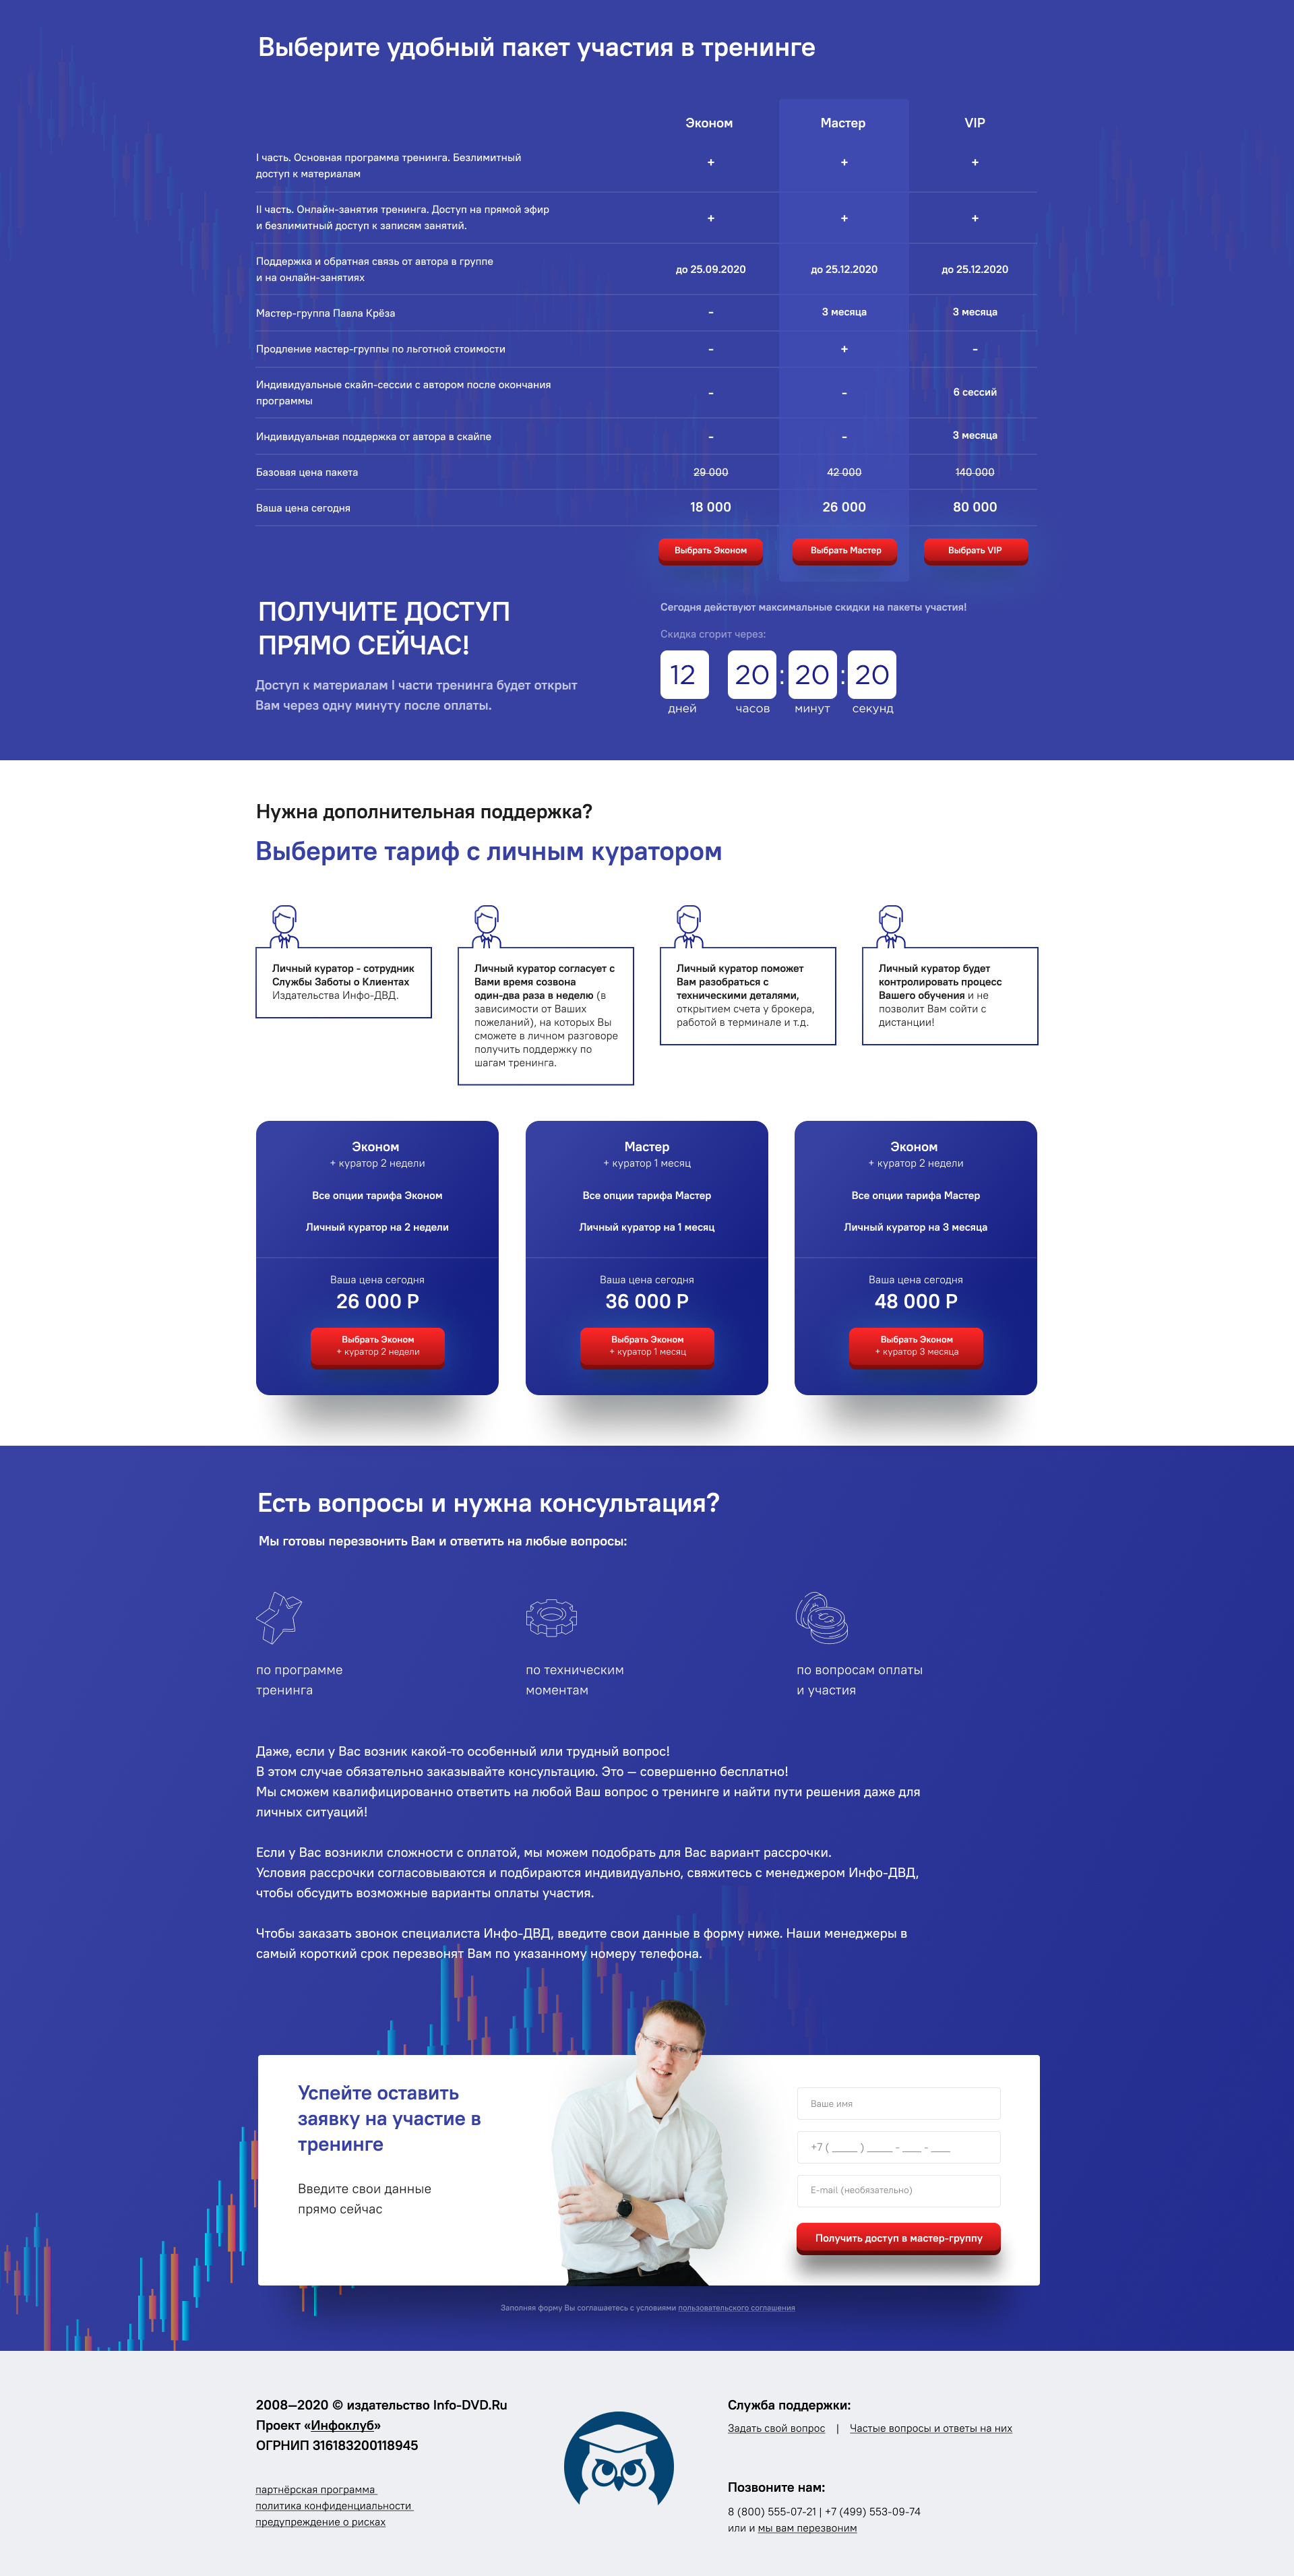 Выберите удобный пакет участия в тренинге
Эконом Мастер VIP
I часть. Основная программа тренинга. Безлимитный
доступ к материалам
+ + +
II часть. Онлайн-занятия тренинга. Доступ на прямой эфир
и безлимитный доступ к записям занятий.
+ + +
Поддержка и обратная связь от автора в группе
и на онлайн-занятиях
до 25.09.2020 до 25.12.2020 до 25.12.2020
Мастер-группа Павла Крёза - 3 месяца 3 месяца
Продление мастер-группы по льготной стоимости - + -
Индивидуальные скайп-сессии с автором после окончания
программы
- - 6 сессий
Индивидуальная поддержка от автора в скайпе - - 3 месяца
Базовая цена пакета 29 000 42 000 140 000
Ваша цена сегодня 18 000 26 000 80 000
Выбрать Эконом Выбрать Мастер Выбрать VIP
ПОЛУЧИТЕ ДОСТУП
ПРЯМО СЕЙЧАС!
Доступ к материалам I части тренинга будет открыт
Вам через одну минуту после оплаты.
Сегодня действуют максимальные скидки на пакеты участия!
Скидка сгорит через:
12 20 : 20 : 20
дней часов минут секунд
Нужна дополнительная поддержка?
Выберите тариф с личным куратором
Личный куратор - сотрудник
Службы Заботы о Клиентах
Издательства Инфо-ДВД.
Личный куратор согласует с
Вами время созвона
один-два раза в неделю (в
зависимости от Ваших
пожеланий), на которых Вы
сможете в личном разговоре
получить поддержку по
шагам тренинга.
Личный куратор поможет
Вам разобраться с
техническими деталями,
открытием счета у брокера,
работой в терминале и т.д.
Личный куратор будет
контролировать процесс
Вашего обучения и не
позволит Вам сойти с
дистанции!
Эконом
+ куратор 2 недели
Все опции тарифа Эконом
Личный куратор на 2 недели
Ваша цена сегодня
26 000 Р
Выбрать Эконом
+ куратор 2 недели
Мастер
+ куратор 1 месяц
Все опции тарифа Мастер
Личный куратор на 1 месяц
Ваша цена сегодня
36 000 Р
Выбрать Эконом
+ куратор 1 месяц
Эконом
+ куратор 2 недели
Все опции тарифа Мастер
Личный куратор на 3 месяца
Ваша цена сегодня
48 000 Р
Выбрать Эконом
+ куратор 3 месяца
Есть вопросы и нужна консультация?
Мы готовы перезвонить Вам и ответить на любые вопросы:
по программе
тренинга
по техническим
моментам
по вопросам оплаты
и участия
Даже, если у Вас возник какой-то особенный или трудный вопрос!
В этом случае обязательно заказывайте консультацию. Это — совершенно бесплатно!
Мы сможем квалифицированно ответить на любой Ваш вопрос о тренинге и найти пути решения даже для
личных ситуаций!
Если у Вас возникли сложности с оплатой, мы можем подобрать для Вас вариант рассрочки.
Условия рассрочки согласовываются и подбираются индивидуально, свяжитесь с менеджером Инфо-ДВД,
чтобы обсудить возможные варианты оплаты участия.
Чтобы заказать звонок специалиста Инфо-ДВД, введите свои данные в форму ниже. Наши менеджеры в
самый короткий срок перезвонят Вам по указанному номеру телефона.
Успейте оставить
заявку на участие в
тренинге
Введите свои данные
прямо сейчас
Ваше имя
+7 ( ____ ) ____ - ___ - ___
E-mail (необязательно)
Получить доступ в мастер-группу
Заполняя форму Вы соглашаетесь с условиями пользовательского соглашения
2008—2020 © издательство Info-DVD.Ru
Проект «Инфоклуб»
ОГРНИП 316183200118945
партнёрская программа
политика конфиденциальности
предупреждение о рисках
Служба поддержки:
Задать свой вопрос | Частые вопросы и ответы на них
Позвоните нам:
8 (800) 555-07-21 | +7 (499) 553-09-74
или и мы вам перезвоним